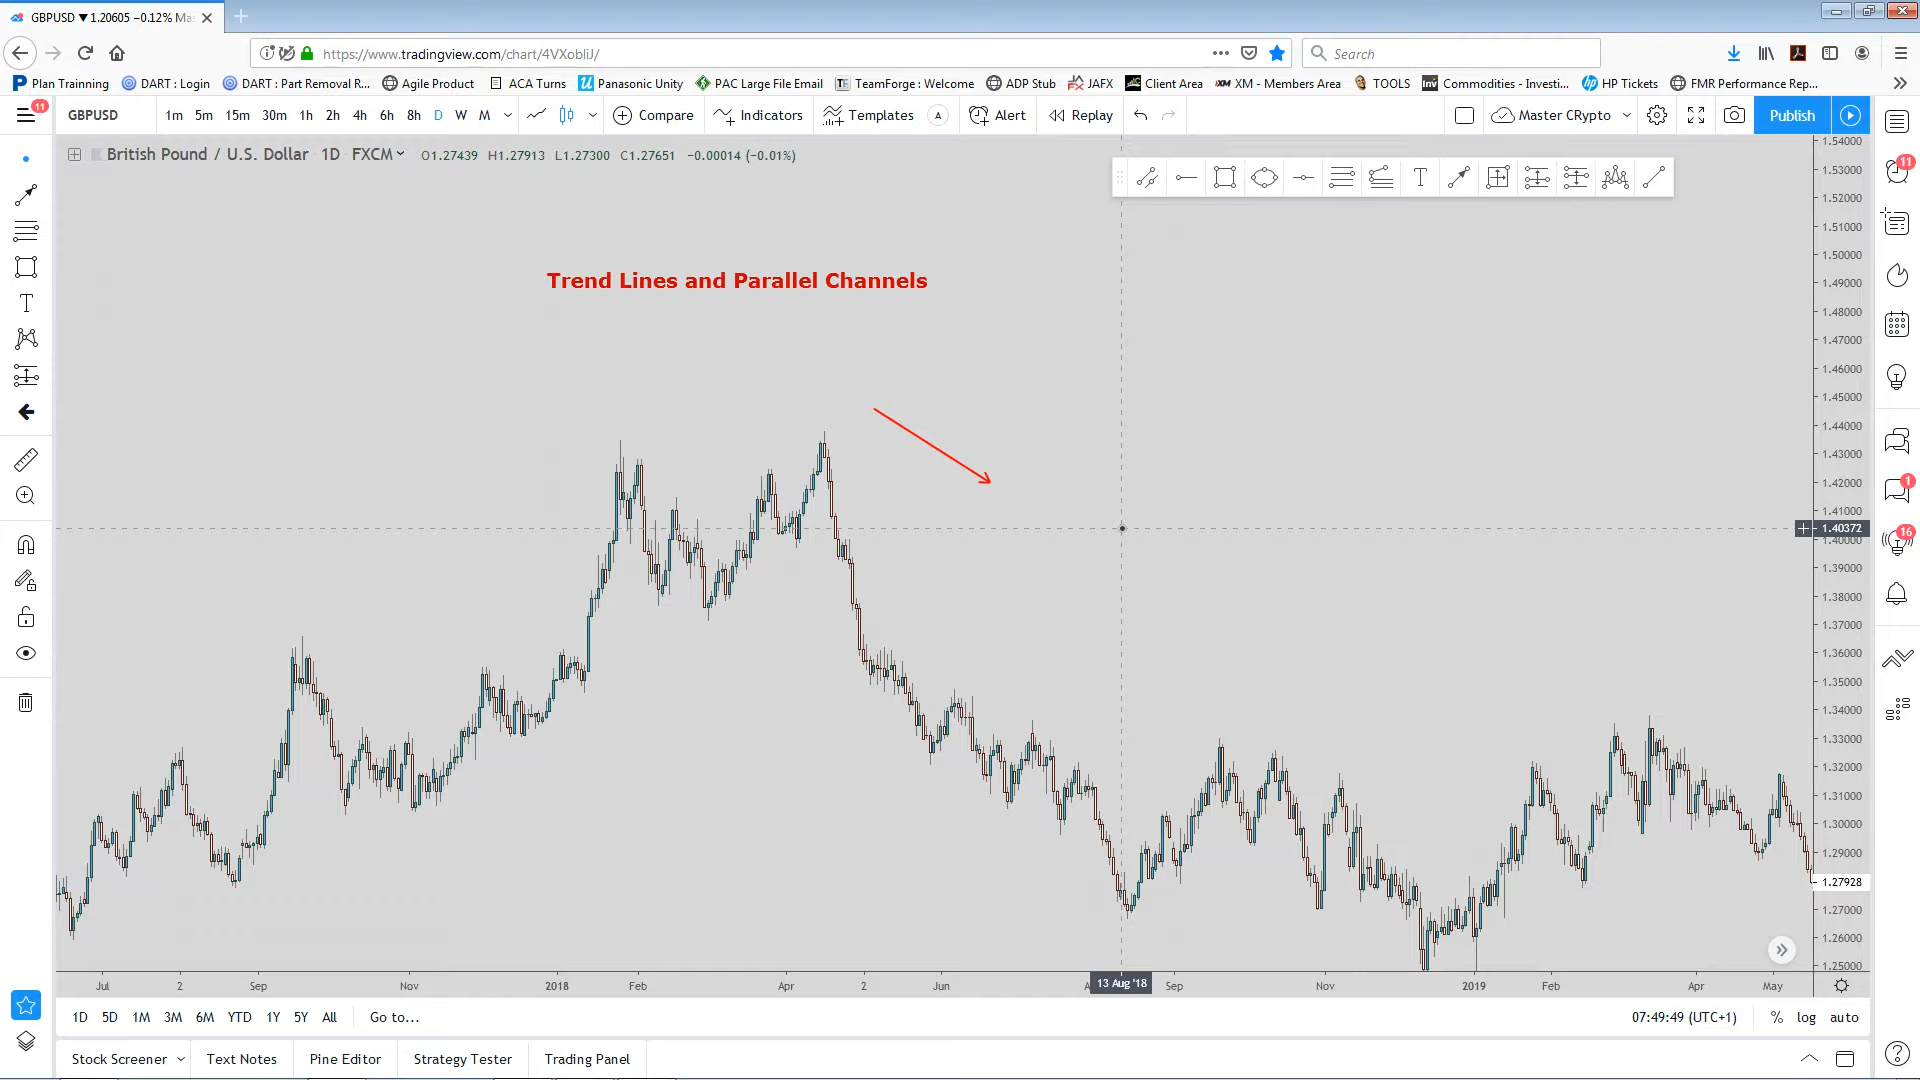 GBPUSD ▼ 1.20605 −0.12% Ma
https://www.tradingview.com/chart/4VXobliJ/
Search
Plan Trainning
DART : Login
DART : Part Removal R...
Agile Product
ACA Turns
Panasonic Unity
PAC Large File Email
TeamForge : Welcome
ADP Stub
JAFX
Client Area
XM - Members Area
TOOLS
Commodities - Investi...
HP Tickets
FMR Performance Rep...
11
GBPUSD
1m 5m 15m 30m 1h 2h 4h 6h 8h D W M
Compare
Indicators
Templates
A
Alert
Replay
Master CRypto
Publish
British Pound / U.S. Dollar 1D FXCM
O1.27439 H1.27913 L1.27300 C1.27651 −0.00014 (−0.01%)
T
Trend Lines and Parallel Channels
1.54000
1.53000
1.52000
1.51000
1.50000
1.49000
1.48000
1.47000
1.46000
1.45000
1.44000
1.43000
1.42000
1.41000
1.40372
1.40000
1.39000
1.38000
1.37000
1.36000
1.35000
1.34000
1.33000
1.32000
1.31000
1.30000
1.29000
1.27928
1.27000
1.26000
1.25000
11
1
16
Jul 2 Sep Nov 2018 Feb Apr 2 Jun 13 Aug '18 Sep Nov 2019 Feb Apr May
1D 5D 1M 3M 6M YTD 1Y 5Y All Go to...
07:49:49 (UTC+1) % log auto
Stock Screener
Text Notes
Pine Editor
Strategy Tester
Trading Panel